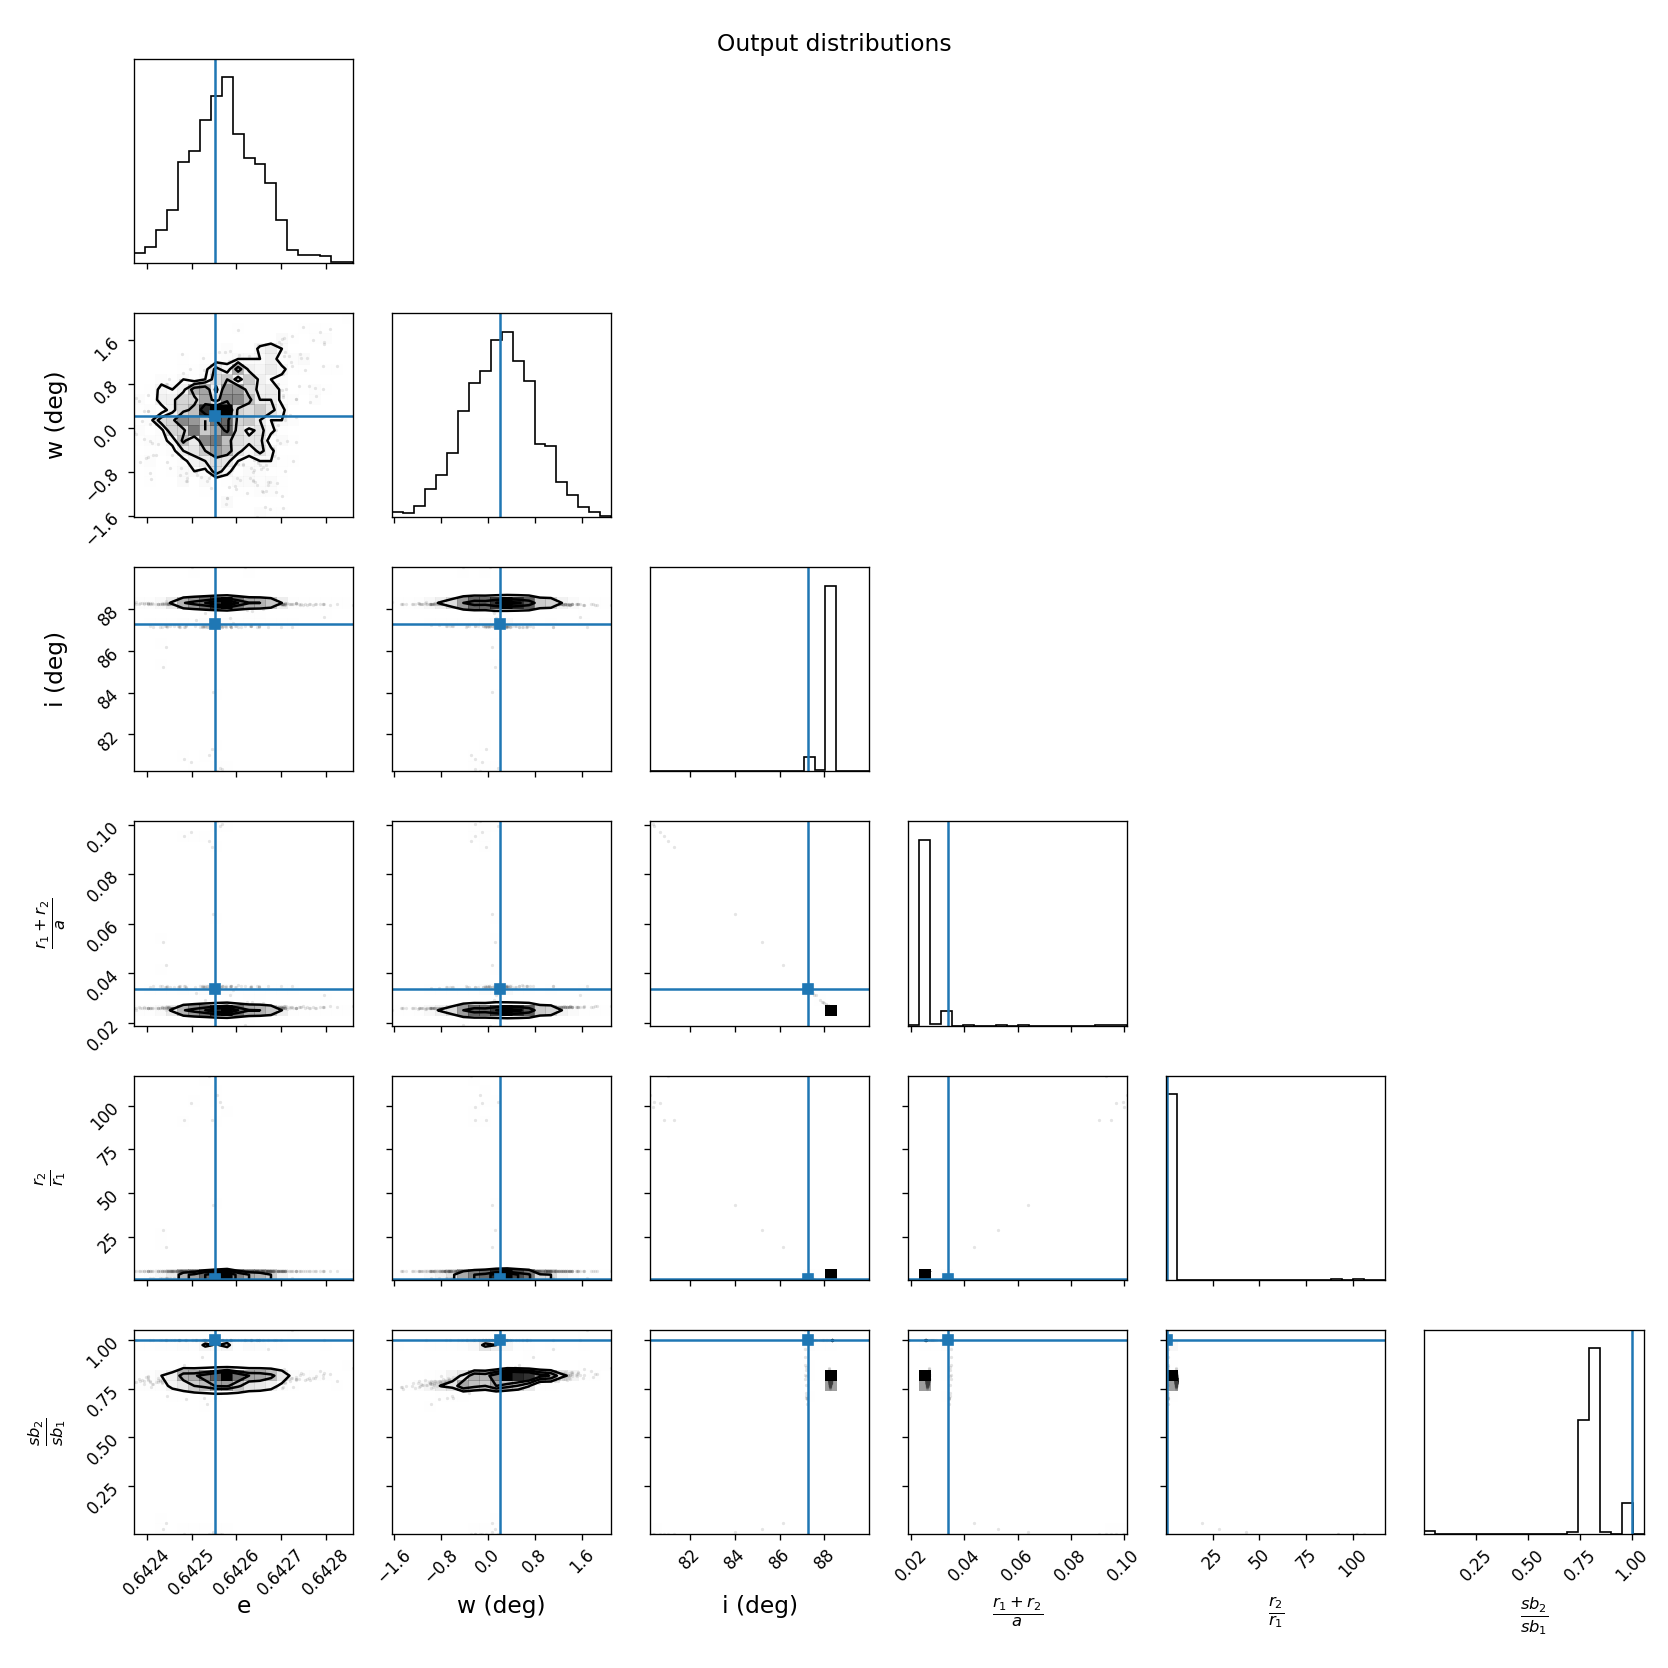 Output distributions
w (deg)
1.6
0.8
0.0
−0.8
−1.6
i (deg)
88
86
84
82
r₁ + r₂
a
0.10
0.08
0.06
0.04
0.02
r₂
r₁
100
75
50
25
sb₂
sb₁
1.00
0.75
0.50
0.25
0.6424 0.6425 0.6426 0.6427 0.6428
−1.6 −0.8 0.0 0.8 1.6
82 84 86 88
0.02 0.04 0.06 0.08 0.10
25 50 75 100
0.25 0.50 0.75 1.00
e
w (deg)
i (deg)
r₁ + r₂
a
r₂
r₁
sb₂
sb₁